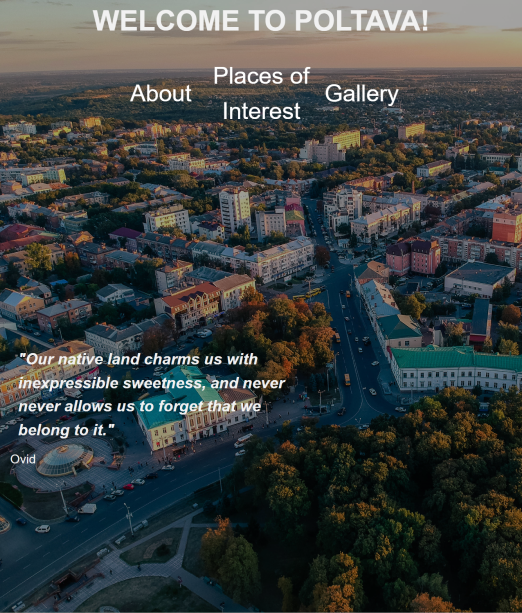 WELCOME TO POLTAVA!
About
Places of
Interest
Gallery
"Our native land charms us with
inexpressible sweetness, and never
never allows us to forget that we
belong to it."
Ovid